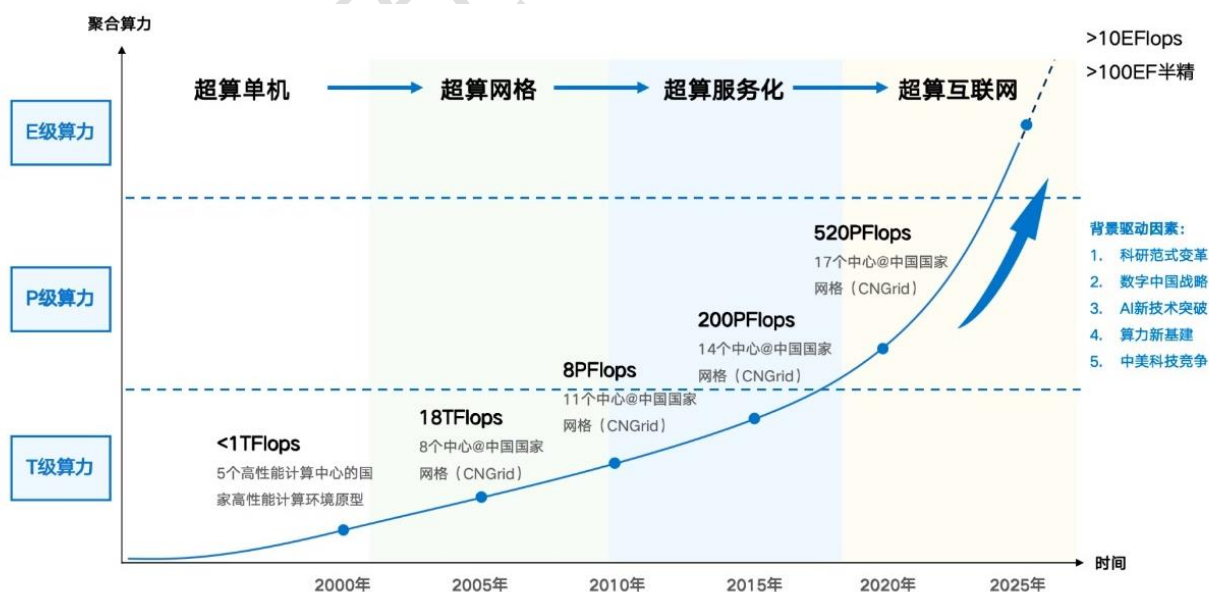 聚合算力
>10EFlops
>100EF半精
超算单机
超算网格
超算服务化
超算互联网
E级算力
P级算力
T级算力
520PFlops
17个中心@中国国家
网格（CNGrid）
200PFlops
14个中心@中国国家
网格（CNGrid）
8PFlops
11个中心@中国国家
网格（CNGrid）
18TFlops
8个中心@中国国家
网格（CNGrid）
<1TFlops
5个高性能计算中心的国
家高性能计算环境原型
背景驱动因素：
1. 科研范式变革
2. 数字中国战略
3. AI新技术突破
4. 算力新基建
5. 中美科技竞争
时间
2000年
2005年
2010年
2015年
2020年
2025年